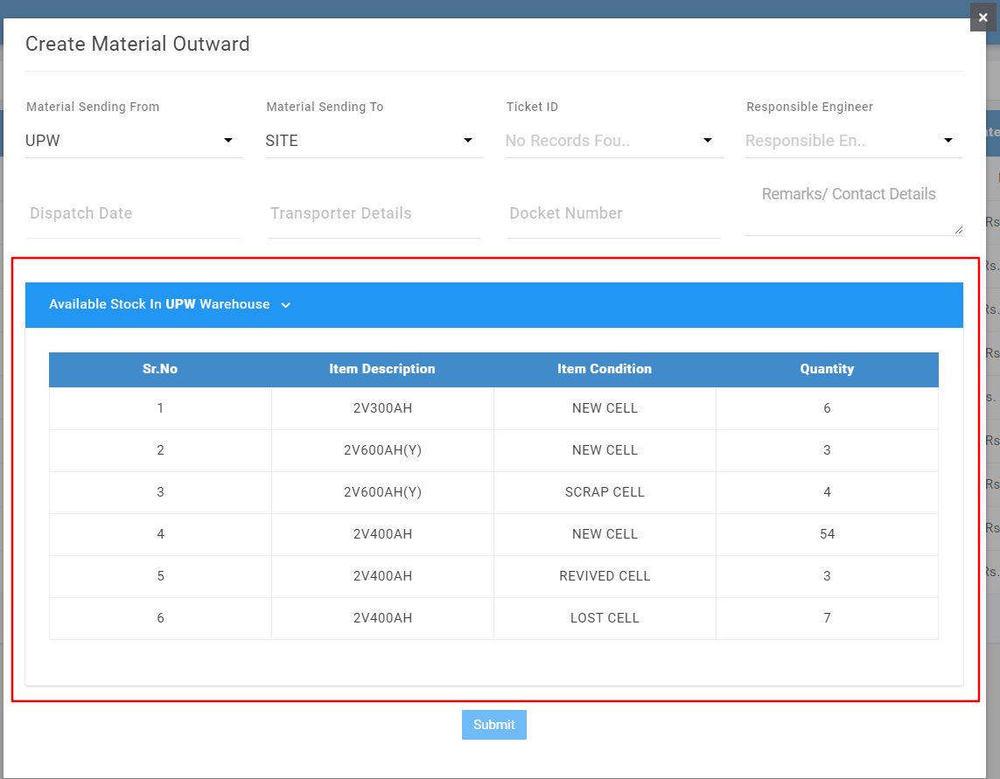 ×
Create Material Outward
Material Sending From Material Sending To Ticket ID Responsible Engineer
UPW SITE No Records Fou.. Responsible En..
Remarks/ Contact Details
Dispatch Date Transporter Details Docket Number
Available Stock In UPW Warehouse
Sr.No Item Description Item Condition Quantity
1 2V300AH NEW CELL 6
2 2V600AH(Y) NEW CELL 3
3 2V600AH(Y) SCRAP CELL 4
4 2V400AH NEW CELL 54
5 2V400AH REVIVED CELL 3
6 2V400AH LOST CELL 7
Submit